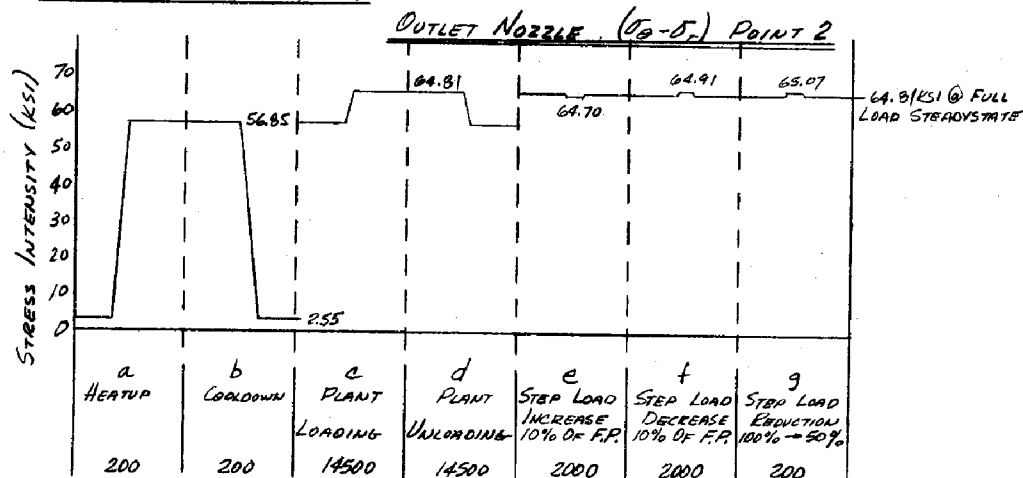 OUTLET NOZZLE (σθ-σr) POINT 2
STRESS INTENSITY (KSI)
70
60
50
40
30
20
10
0
56.85
2.55
64.81
64.70
64.91
65.07
64.81KSI @ FULL
LOAD STEADYSTATE
a
HEATUP
200
b
COOLDOWN
200
c
PLANT
LOADING
14500
d
PLANT
UNLOADING
14500
e
STEP LOAD
INCREASE
10% OF F.P.
2000
f
STEP LOAD
DECREASE
10% OF F.P.
2000
g
STEP LOAD
REDUCTION
100% → 50%
200